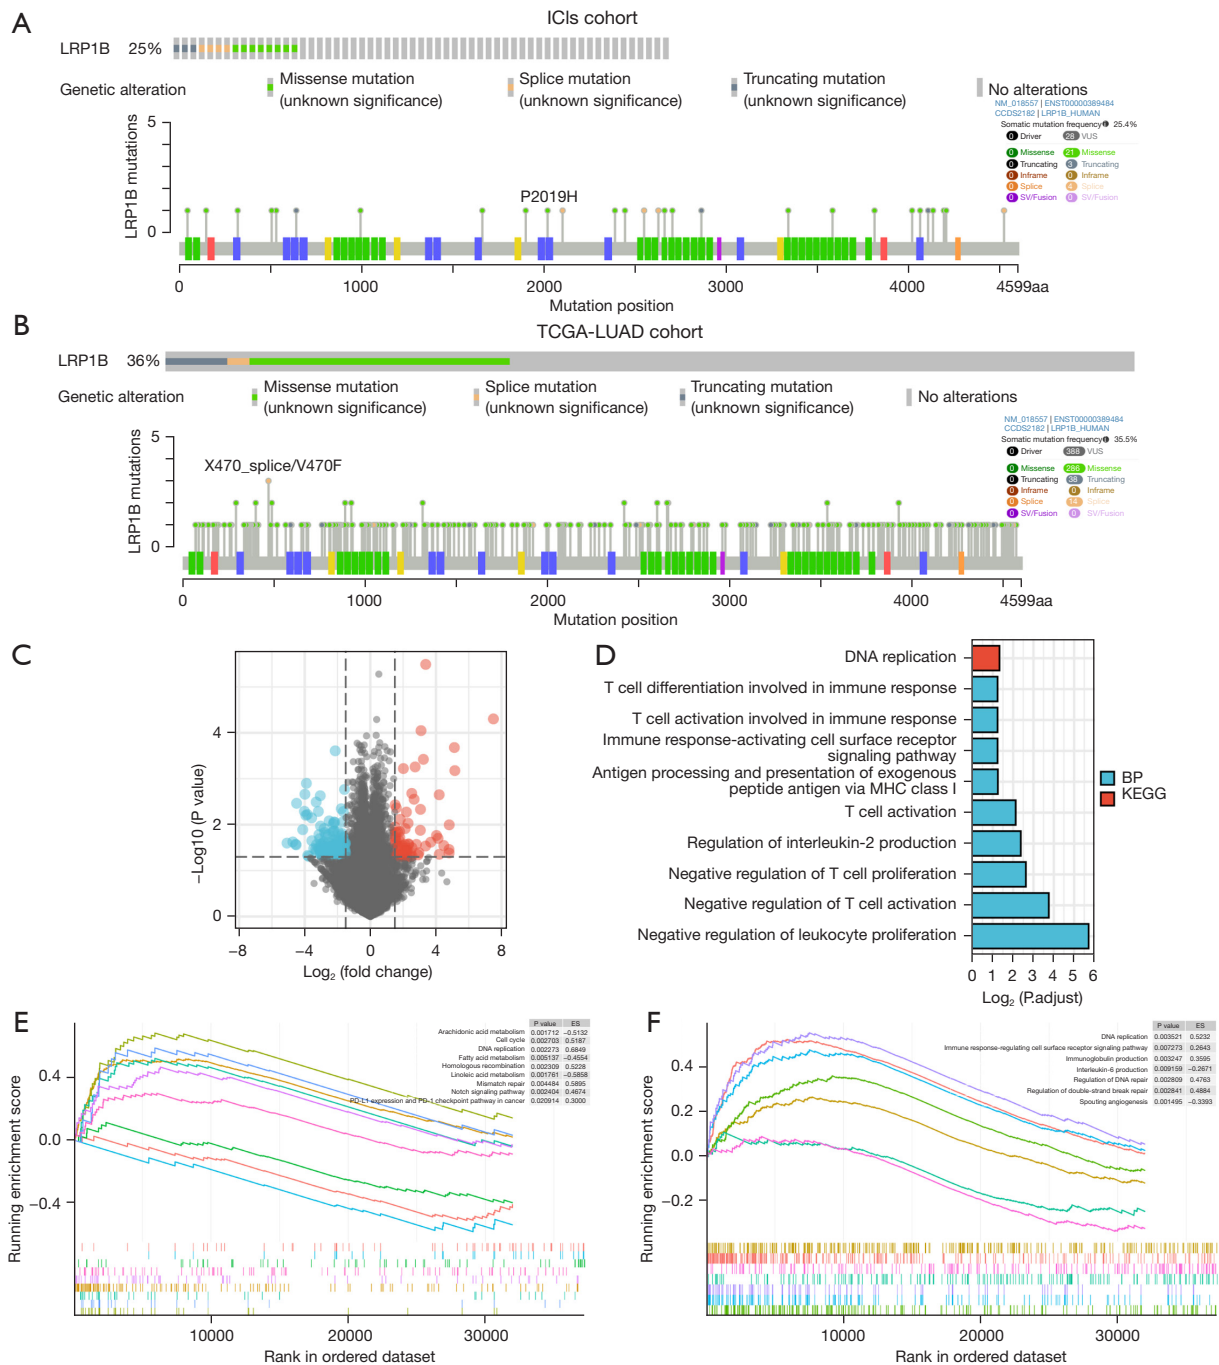 A
ICIs cohort
LRP1B 25%
Genetic alteration
Missense mutation
(unknown significance)
Splice mutation
(unknown significance)
Truncating mutation
(unknown significance)
No alterations
NM_018557 | ENST00000389484
CCDS2182 | LRP1B_HUMAN
Somatic mutation frequency 25.4%
0 Driver 28 VUS
0 Missense 21 Missense
0 Truncating 3 Truncating
0 Inframe 0 Inframe
0 Splice 4 Splice
0 SV/Fusion 0 SV/Fusion
LRP1B mutations
5
0
P2019H
0 1000 2000 3000 4000 4599aa
Mutation position
B
TCGA-LUAD cohort
LRP1B 36%
Genetic alteration
Missense mutation
(unknown significance)
Splice mutation
(unknown significance)
Truncating mutation
(unknown significance)
No alterations
NM_018557 | ENST00000389484
CCDS2182 | LRP1B_HUMAN
Somatic mutation frequency 35.5%
0 Driver 388 VUS
0 Missense 286 Missense
0 Truncating 38 Truncating
0 Inframe 0 Inframe
0 Splice 14 Splice
0 SV/Fusion 0 SV/Fusion
LRP1B mutations
5
0
X470_splice/V470F
0 1000 2000 3000 4000 4599aa
Mutation position
C
−Log10 (P value)
4
2
0
−8 −4 0 4 8
Log2 (fold change)
D
DNA replication
T cell differentiation involved in immune response
T cell activation involved in immune response
Immune response-activating cell surface receptor
signaling pathway
Antigen processing and presentation of exogenous
peptide antigen via MHC class I
T cell activation
Regulation of interleukin-2 production
Negative regulation of T cell proliferation
Negative regulation of T cell activation
Negative regulation of leukocyte proliferation
BP
KEGG
0 1 2 3 4 5 6
Log2 (P.adjust)
E
P value ES
Arachidonic acid metabolism 0.001712 −0.5132
Cell cycle 0.002703 0.5187
DNA replication 0.002273 0.6849
Fatty acid metabolism 0.005137 −0.4554
Homologous recombination 0.002309 0.5228
Linoleic acid metabolism 0.001761 −0.5858
Mismatch repair 0.004484 0.5895
Notch signaling pathway 0.002404 0.4674
PD-L1 expression and PD-1 checkpoint pathway in cancer 0.020914 0.3000
Running enrichment score
0.4
0.0
−0.4
10000 20000 30000
Rank in ordered dataset
F
P value ES
DNA replication 0.003521 0.5232
Immune response-regulating cell surface receptor signaling pathway 0.007273 0.2643
Immunoglobulin production 0.003247 0.3595
Interleukin-6 production 0.009159 −0.2671
Regulation of DNA repair 0.002809 0.4763
Regulation of double-strand break repair 0.002841 0.4884
Spouting angiogenesis 0.001495 −0.3393
Running enrichment score
0.4
0.2
0.0
−0.2
10000 20000 30000
Rank in ordered dataset